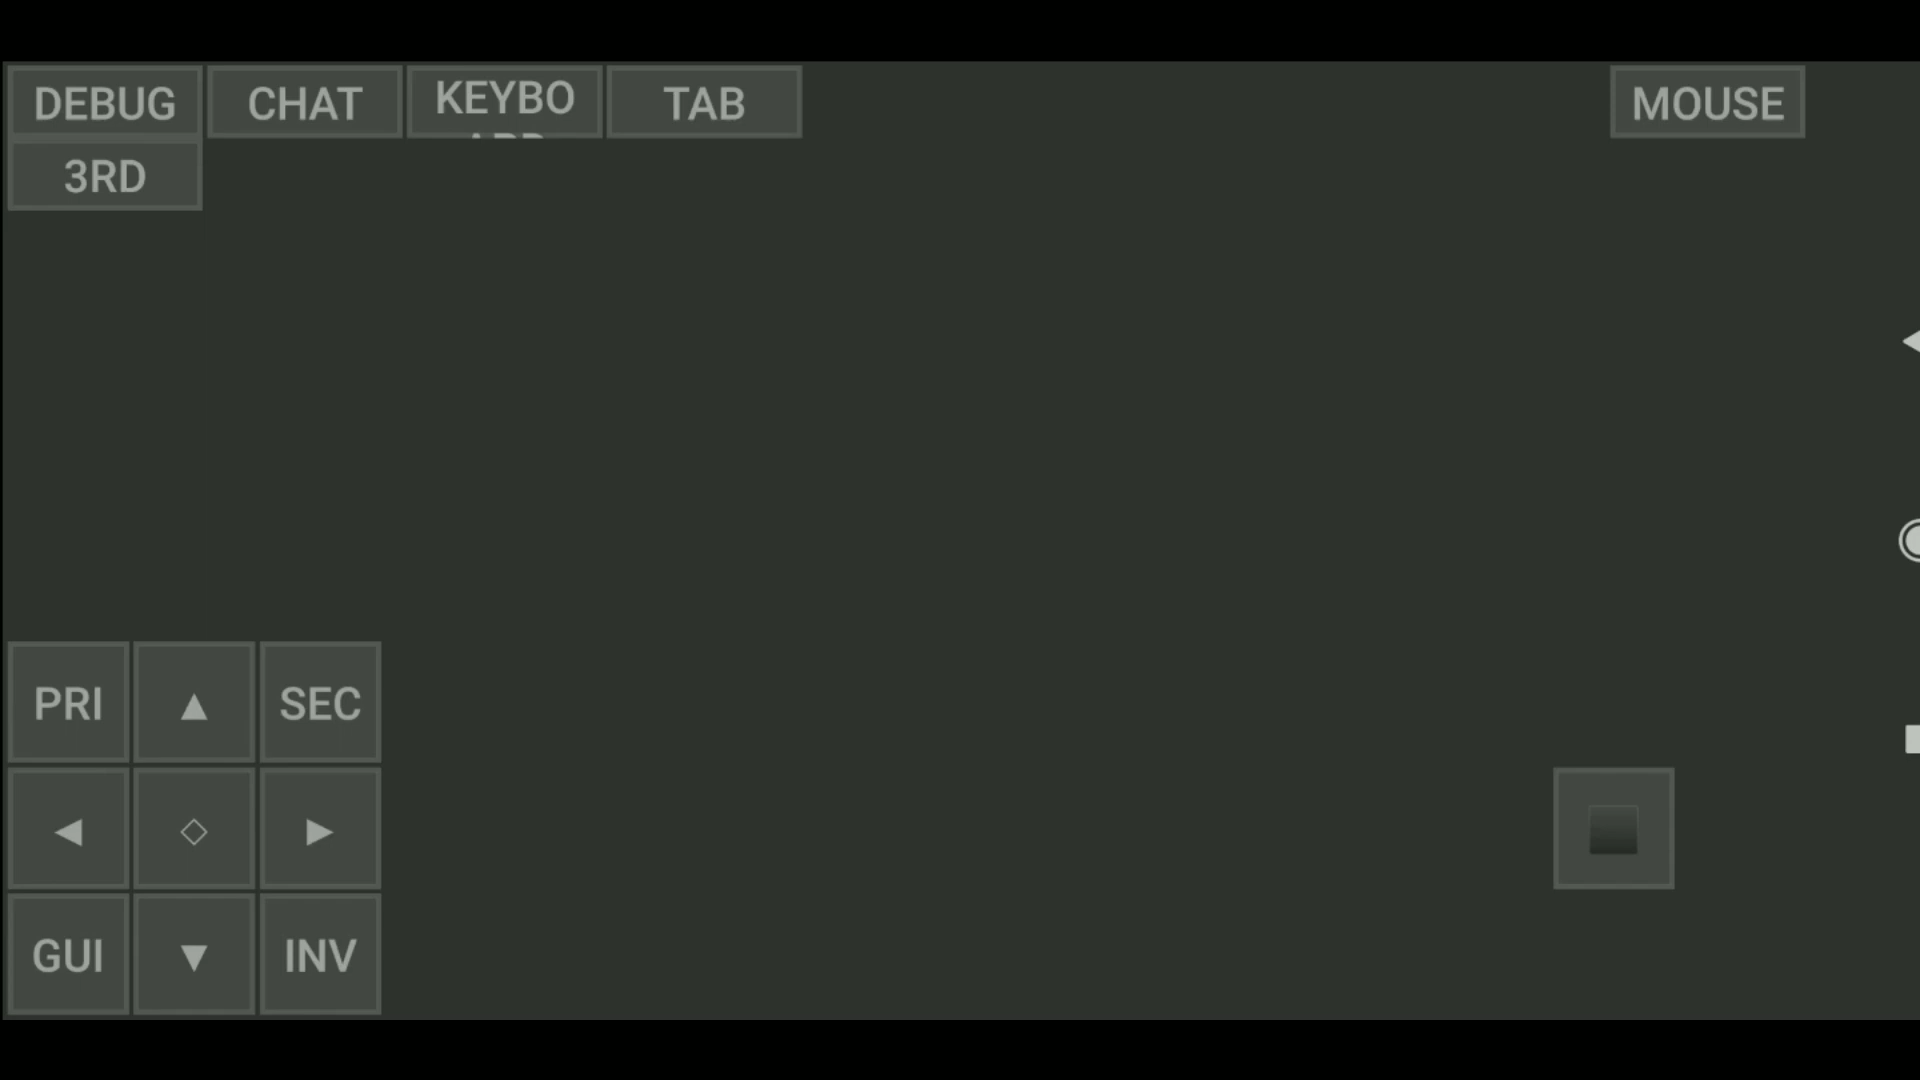 DEBUG
CHAT
KEYBO
TAB
MOUSE
3RD
PRI
▲
SEC
◀
◇
▶
GUI
▼
INV